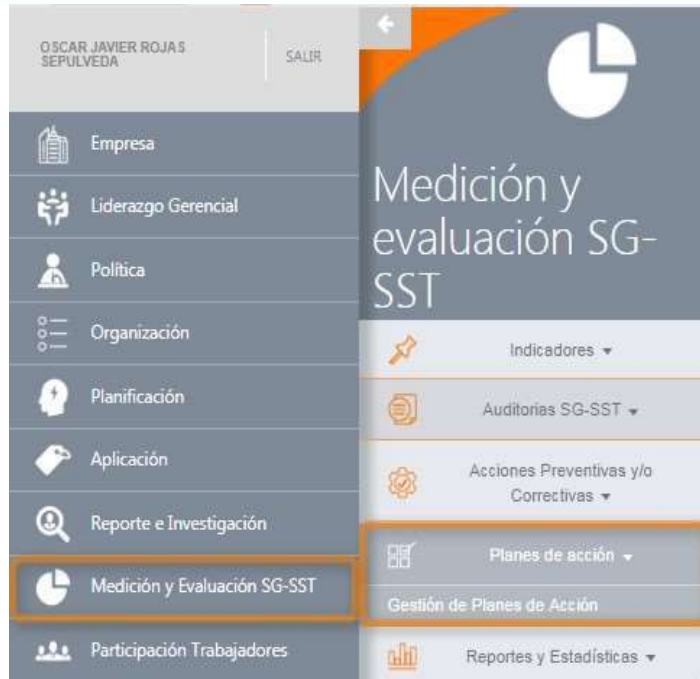 OSCAR JAVIER ROJAS
SEPULVEDA
SALIR
Empresa
Liderazgo Gerencial
Política
Organización
Planificación
Aplicación
Reporte e Investigación
Medición y Evaluación SG-SST
Participación Trabajadores
Medición y
evaluación SG-
SST
Indicadores
Auditorias SG-SST
Acciones Preventivas y/o
Correctivas
Planes de acción
Gestión de Planes de Acción
Reportes y Estadísticas